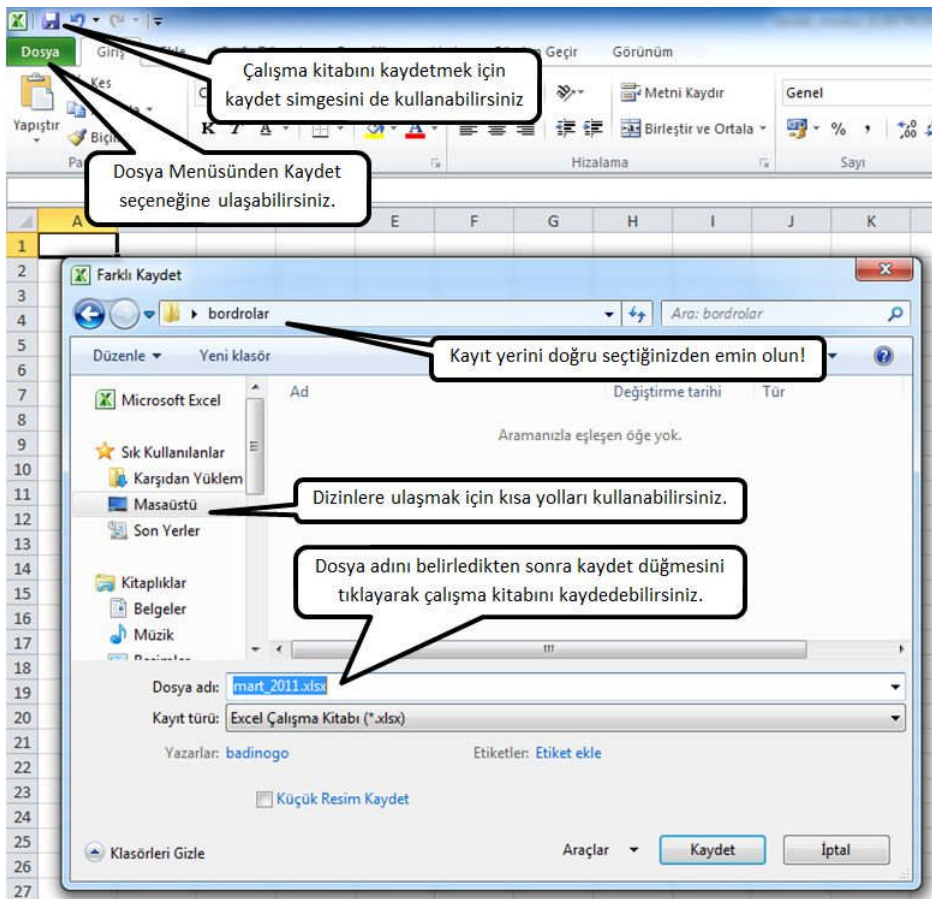 Dosya Giriş Geçir Görünüm
Çalışma kitabını kaydetmek için
kaydet simgesini de kullanabilirsiniz
Kes
Metni Kaydır
Genel
Yapıştır
K T A A
Birleştir ve Ortala
% ,
Hizalama
Sayı
Dosya Menüsünden Kaydet
seçeneğine ulaşabilirsiniz.
A E F G H I J K
1
2
3
4
5
6
7
8
9
10
11
12
13
14
15
16
17
18
19
20
21
22
23
24
25
26
27
Farklı Kaydet
bordrolar
Ara: bordrolar
Düzenle Yeni klasör
Kayıt yerini doğru seçtiğinizden emin olun!
Microsoft Excel
Ad Değiştirme tarihi Tür
Aramanızla eşleşen öğe yok.
Sık Kullanılanlar
Karşıdan Yüklem
Masaüstü
Son Yerler
Dizinlere ulaşmak için kısa yolları kullanabilirsiniz.
Kitaplıklar
Belgeler
Müzik
Dosya adını belirledikten sonra kaydet düğmesini
tıklayarak çalışma kitabını kaydedebilirsiniz.
Dosya adı: mart_2011.xlsx
Kayıt türü: Excel Çalışma Kitabı (*.xlsx)
Yazarlar: badinogo Etiketler: Etiket ekle
Küçük Resim Kaydet
Klasörleri Gizle
Araçlar Kaydet İptal